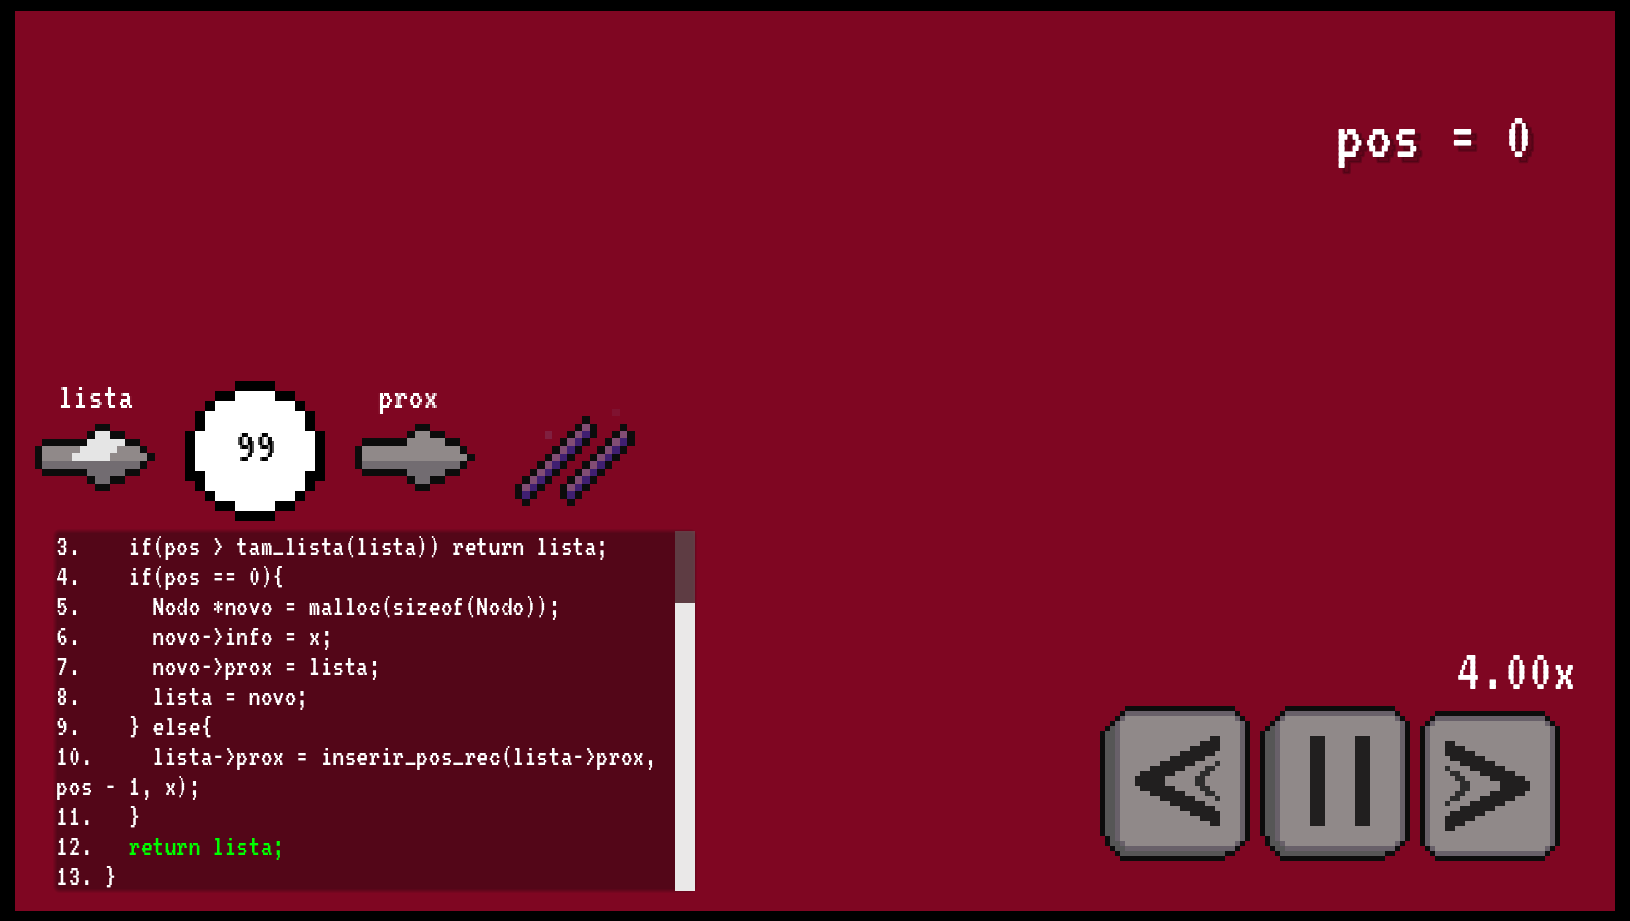 pos = 0
lista
99
prox
3. if(pos > tam_lista(lista)) return lista;
4. if(pos == 0){
5. Nodo *novo = malloc(sizeof(Nodo));
6. novo->info = x;
7. novo->prox = lista;
8. lista = novo;
9. } else{
10. lista->prox = inserir_pos_rec(lista->prox,
pos - 1, x);
11. }
12. return lista;
13. }
4.00x